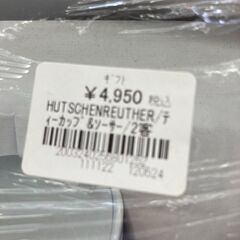 ギフト
¥4,950 税込
HUTSCHENREUTHER/テ
ィーカップ&ソーサー/2客
111122 120624